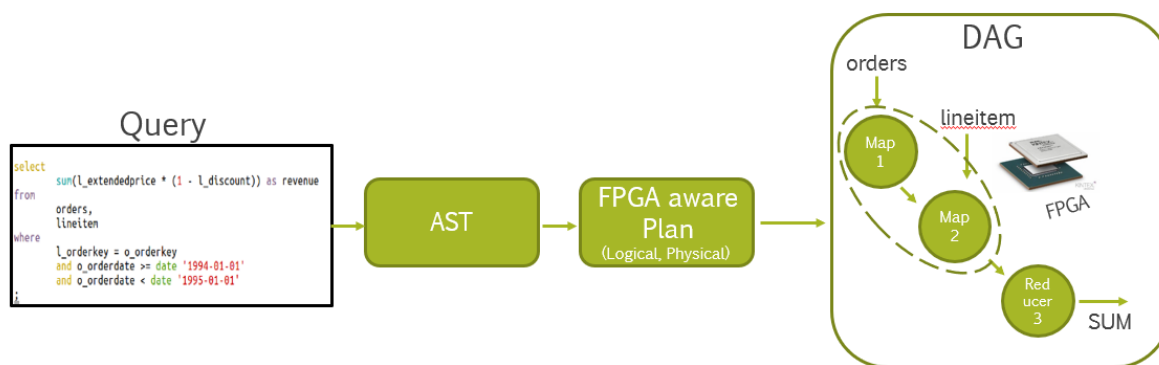 Query
select
sum(l_extendedprice * (1 - l_discount)) as revenue
from
orders,
lineitem
where
l_orderkey = o_orderkey
and o_orderdate >= date '1994-01-01'
and o_orderdate < date '1995-01-01'
;
AST
FPGA aware
Plan
(Logical, Physical)
DAG
orders
lineitem
Map
1
Map
2
FPGA
Red
ucer
3
SUM